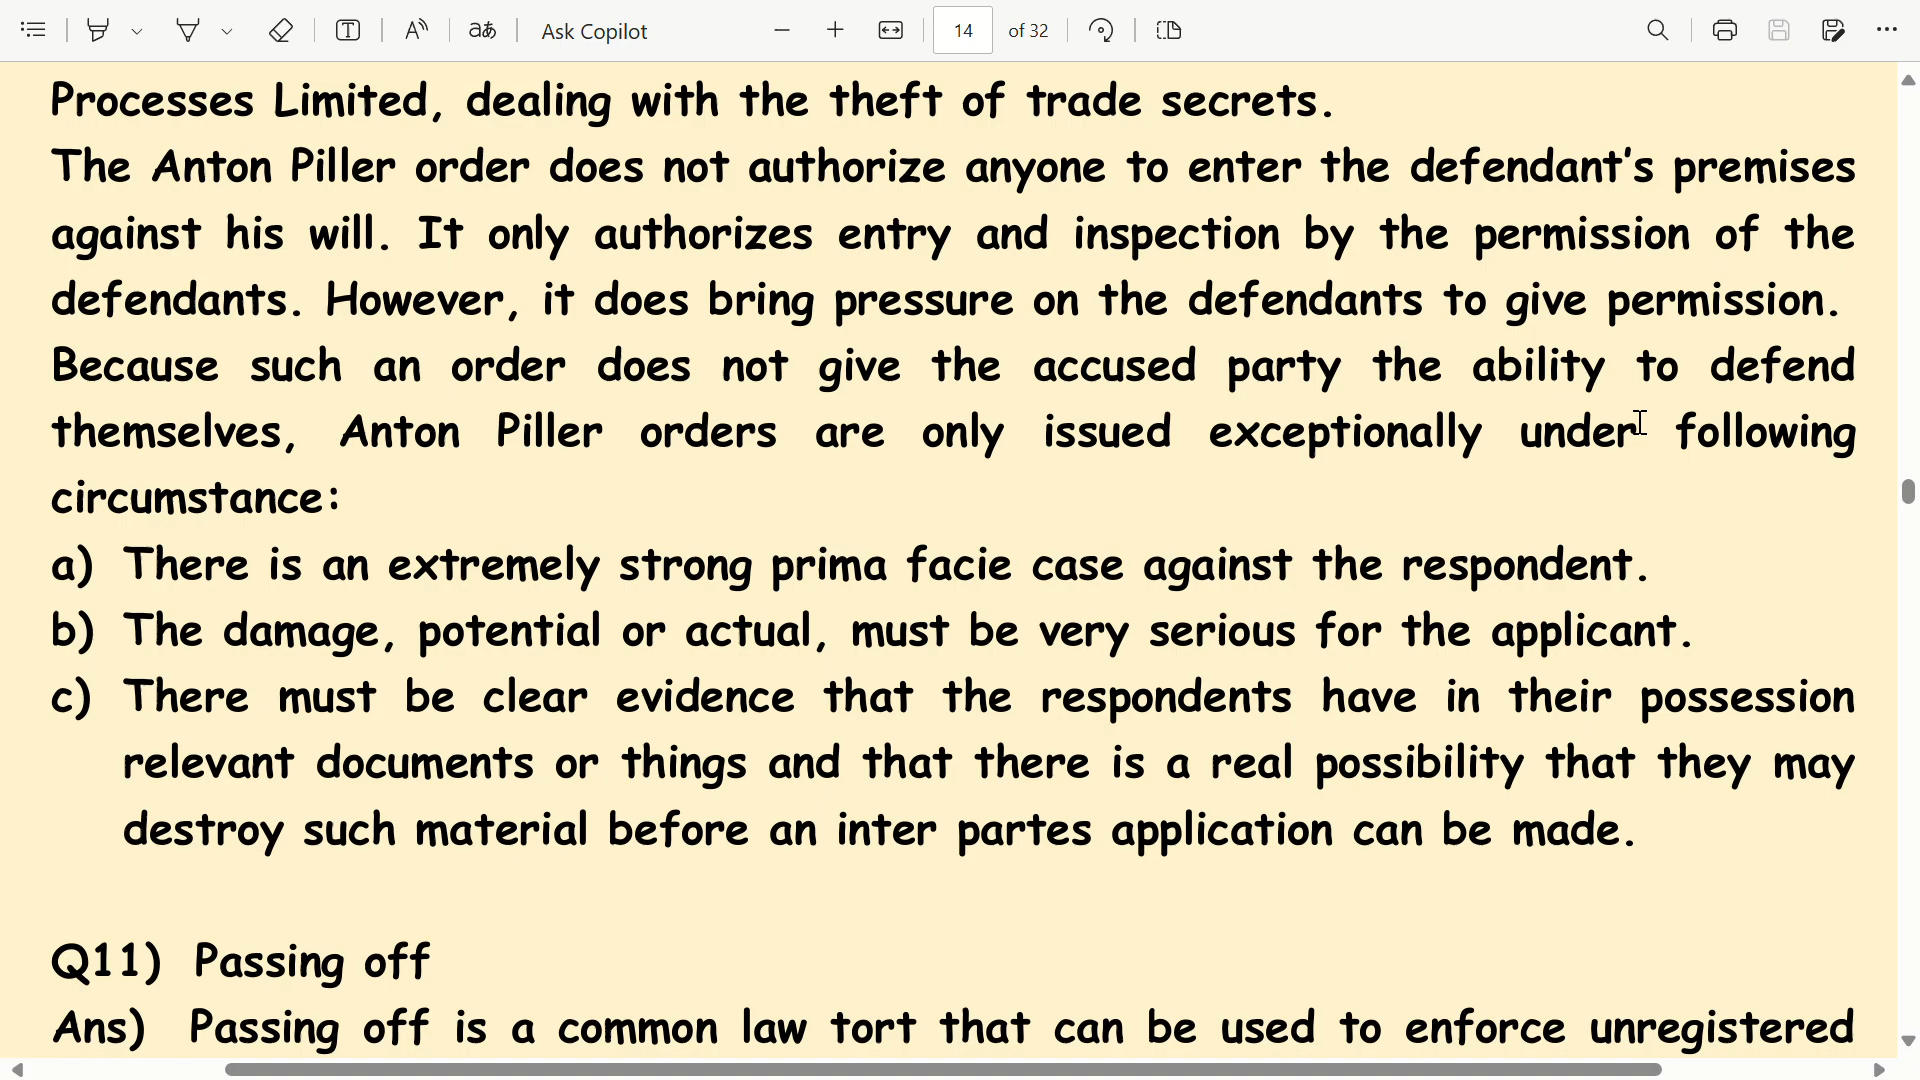 Ask Copilot
14 of 32
Processes Limited, dealing with the theft of trade secrets.
The Anton Piller order does not authorize anyone to enter the defendant's premises
against his will. It only authorizes entry and inspection by the permission of the
defendants. However, it does bring pressure on the defendants to give permission.
Because such an order does not give the accused party the ability to defend
themselves, Anton Piller orders are only issued exceptionally under following
circumstance:
a) There is an extremely strong prima facie case against the respondent.
b) The damage, potential or actual, must be very serious for the applicant.
c) There must be clear evidence that the respondents have in their possession
relevant documents or things and that there is a real possibility that they may
destroy such material before an inter partes application can be made.
Q11) Passing off
Ans) Passing off is a common law tort that can be used to enforce unregistered